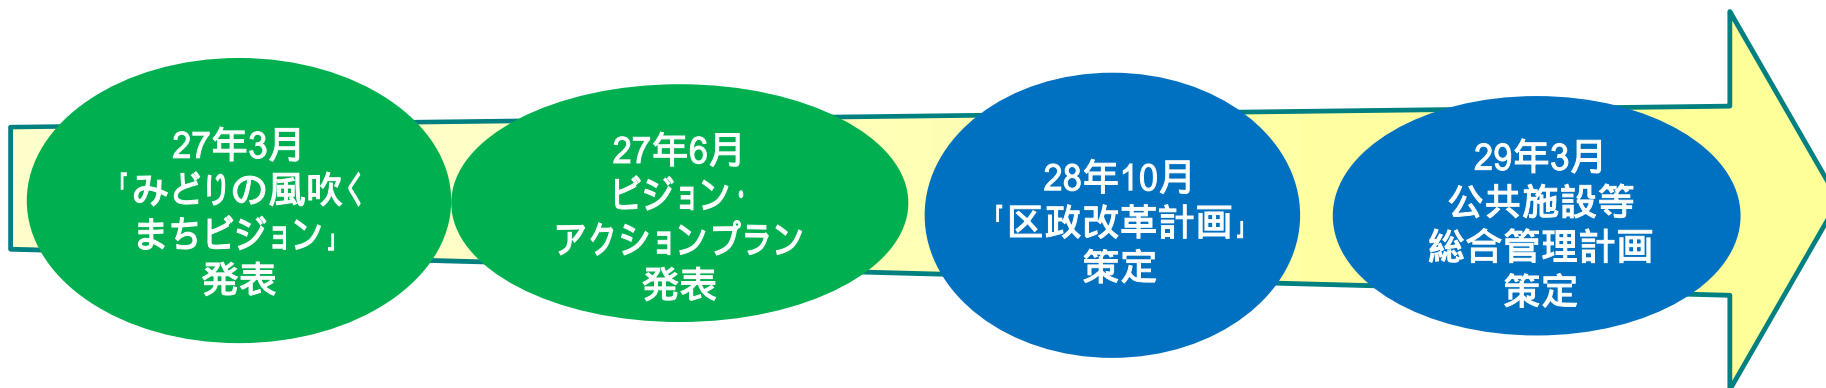 27年3月
「みどりの風吹く
まちビジョン」
発表
27年6月
ビジョン・
アクションプラン
発表
28年10月
「区政改革計画」
策定
29年3月
公共施設等
総合管理計画
策定